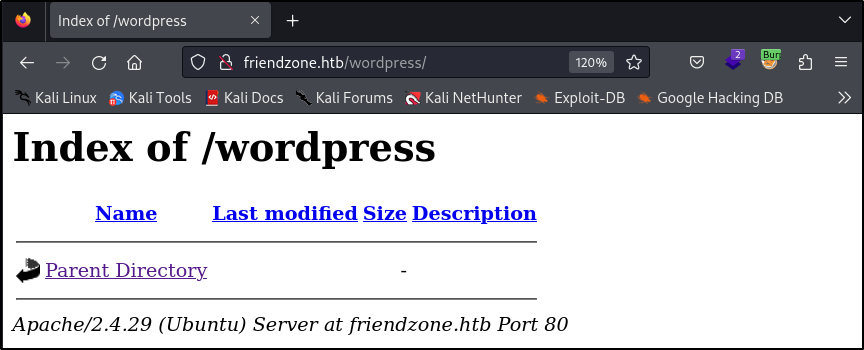 Index of /wordpress
friendzone.htb/wordpress/
120%
2
Burp
Kali Linux
Kali Tools
Kali Docs
Kali Forums
Kali NetHunter
Exploit-DB
Google Hacking DB
Index of /wordpress
Name Last modified Size Description
Parent Directory -
Apache/2.4.29 (Ubuntu) Server at friendzone.htb Port 80